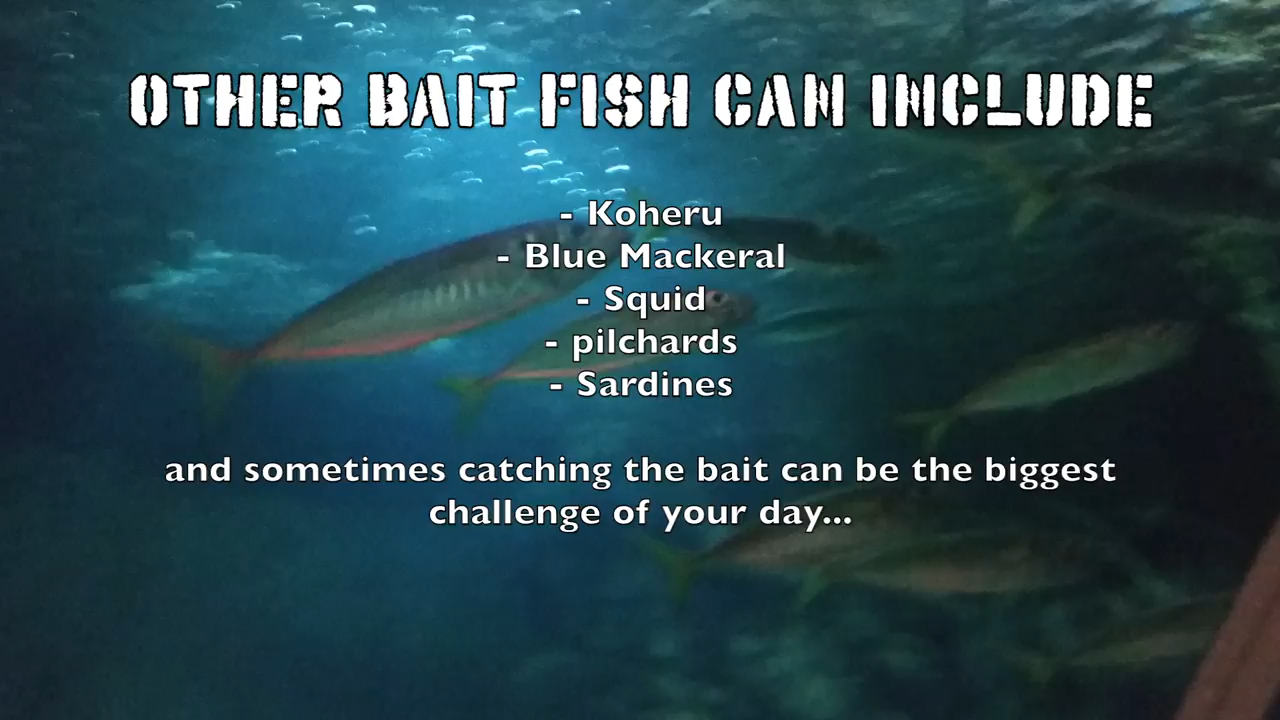 OTHER BAIT FISH CAN INCLUDE
- Koheru
- Blue Mackeral
- Squid
- pilchards
- Sardines
and sometimes catching the bait can be the biggest
challenge of your day...